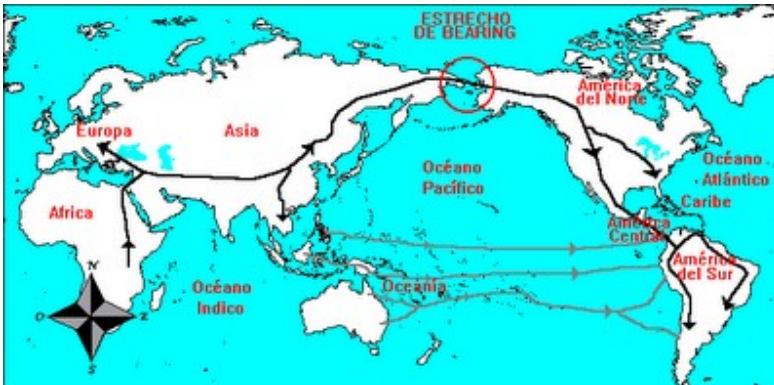 ESTRECHO
DE BEARING
América
del Norte
Europa
Asia
Océano
Pacífico
Océano
Atlántico
Africa
Caribe
América
Central
América
del Sur
Océano
Indico
Oceanía
N
O
E
S